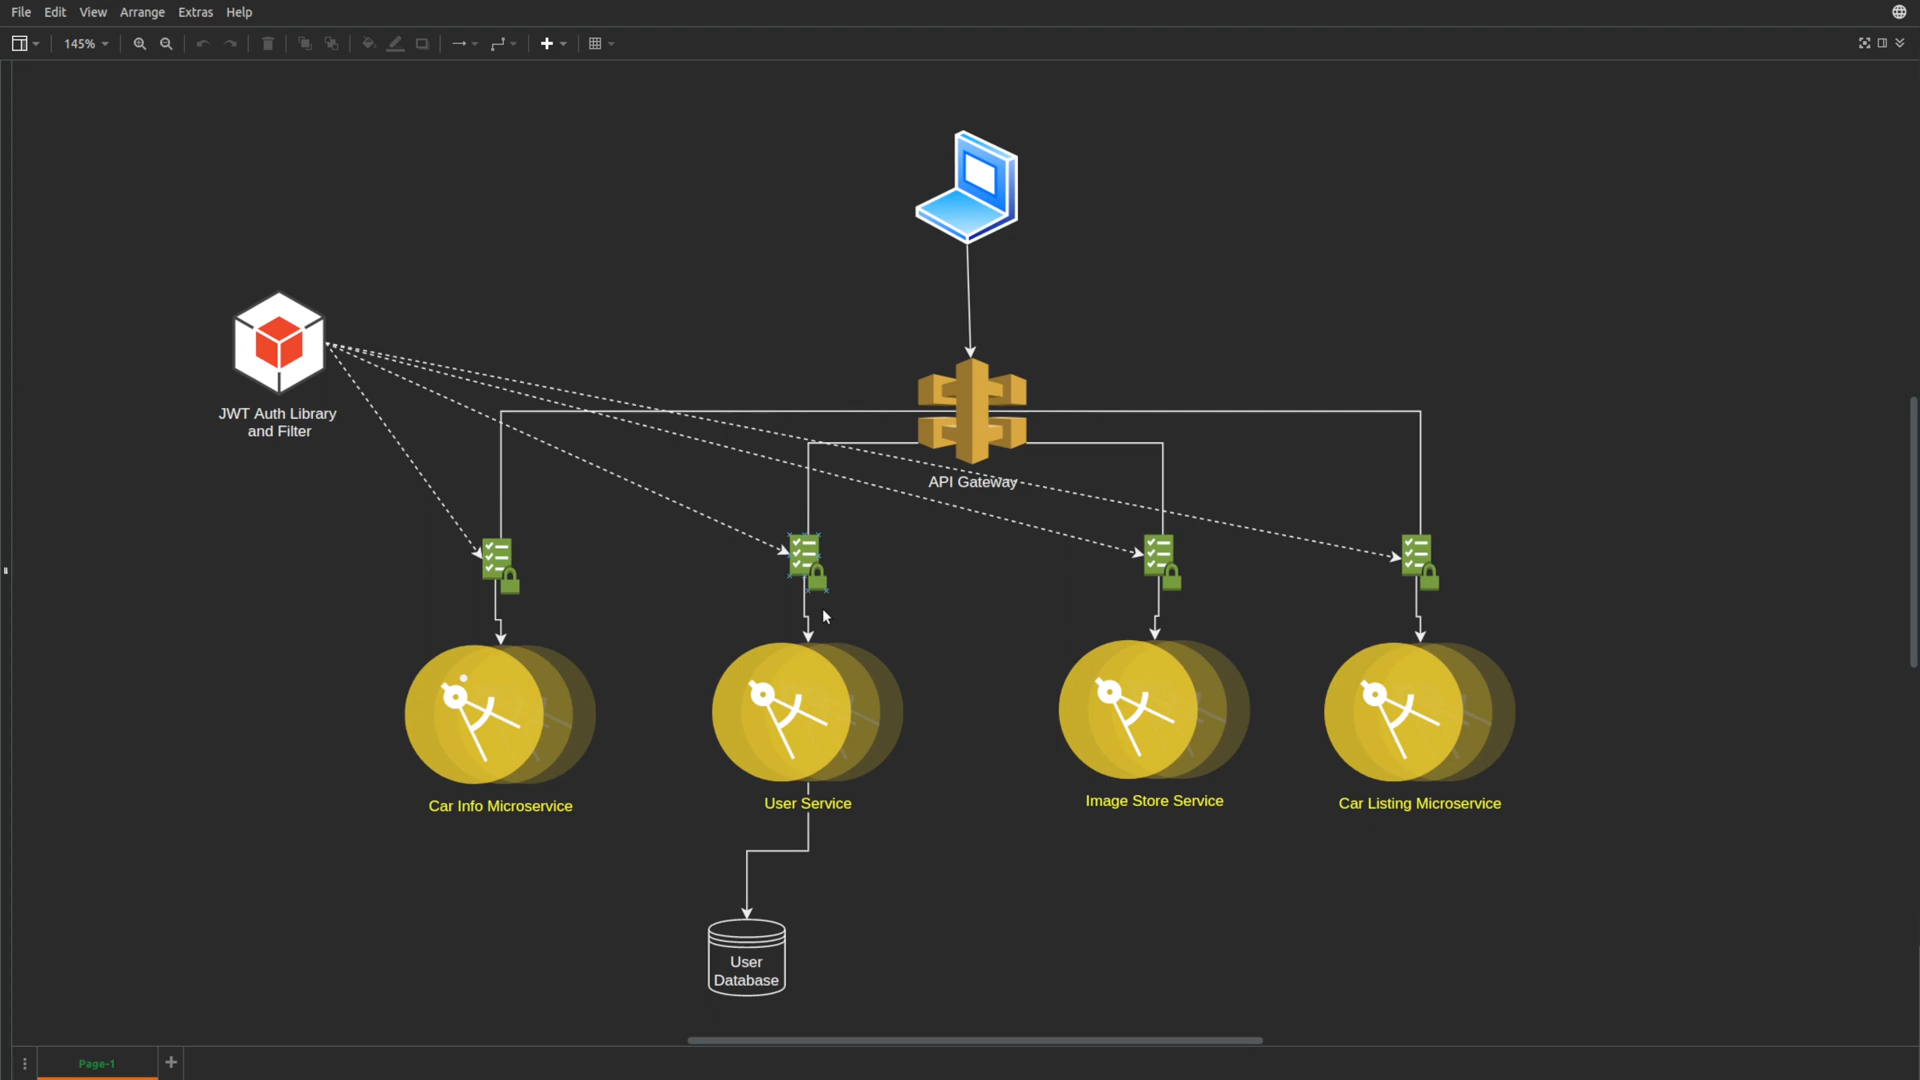 File Edit View Arrange Extras Help
145%
JWT Auth Library
and Filter
API Gateway
Car Info Microservice
User Service
Image Store Service
Car Listing Microservice
User
Database
Page-1